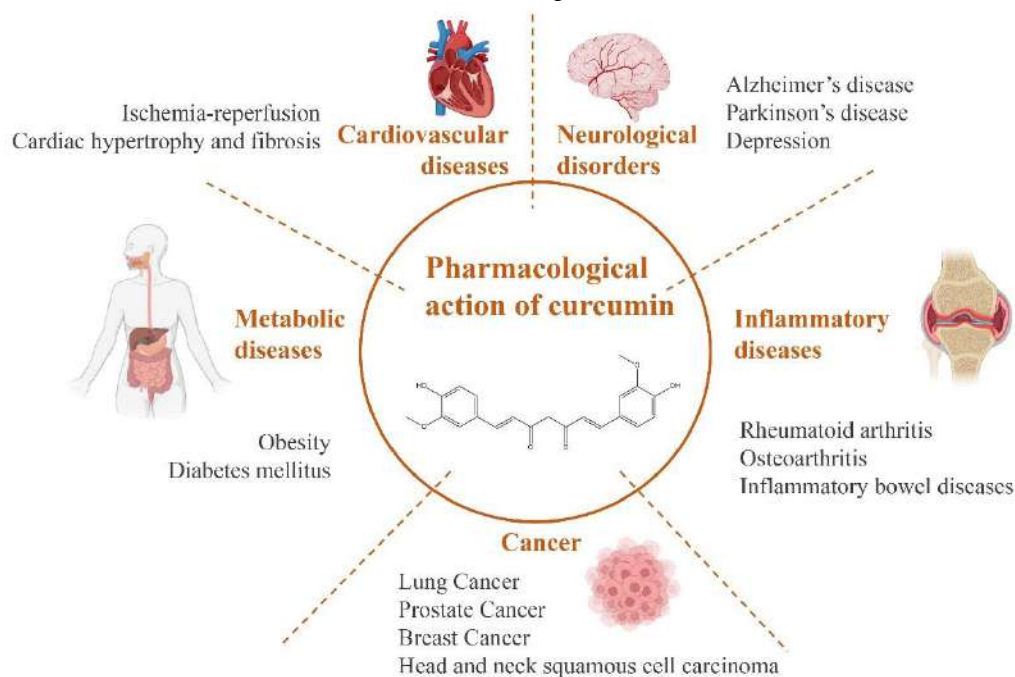 Ischemia-reperfusion
Cardiac hypertrophy and fibrosis
Cardiovascular
diseases
Neurological
disorders
Alzheimer's disease
Parkinson's disease
Depression
Pharmacological
action of curcumin
Metabolic
diseases
Obesity
Diabetes mellitus
Inflammatory
diseases
Rheumatoid arthritis
Osteoarthritis
Inflammatory bowel diseases
HO
O
O
O
O
OH
Cancer
Lung Cancer
Prostate Cancer
Breast Cancer
Head and neck squamous cell carcinoma